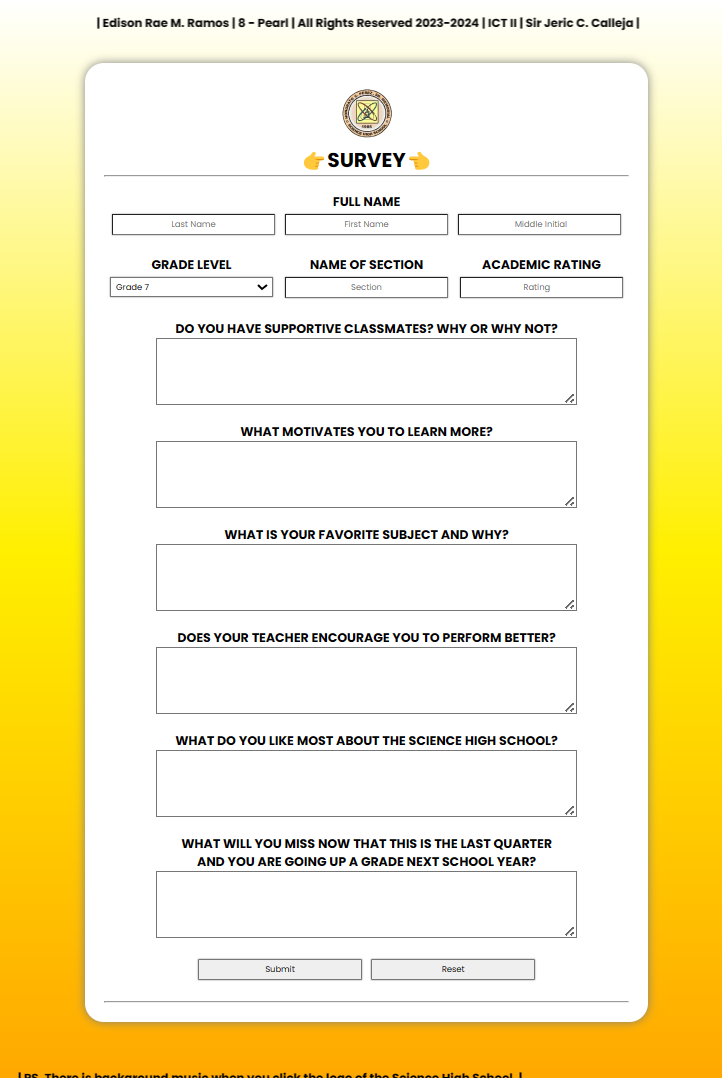 | Edison Rae M. Ramos | 8 - Pearl | All Rights Reserved 2023-2024 | ICT II | Sir Jeric C. Calleja |
👉SURVEY👈
FULL NAME
Last Name First Name Middle Initial
GRADE LEVEL NAME OF SECTION ACADEMIC RATING
Grade 7 Section Rating
DO YOU HAVE SUPPORTIVE CLASSMATES? WHY OR WHY NOT?
WHAT MOTIVATES YOU TO LEARN MORE?
WHAT IS YOUR FAVORITE SUBJECT AND WHY?
DOES YOUR TEACHER ENCOURAGE YOU TO PERFORM BETTER?
WHAT DO YOU LIKE MOST ABOUT THE SCIENCE HIGH SCHOOL?
WHAT WILL YOU MISS NOW THAT THIS IS THE LAST QUARTER
AND YOU ARE GOING UP A GRADE NEXT SCHOOL YEAR?
Submit Reset
| PS. There is background music when you click the logo of the Science High School. |